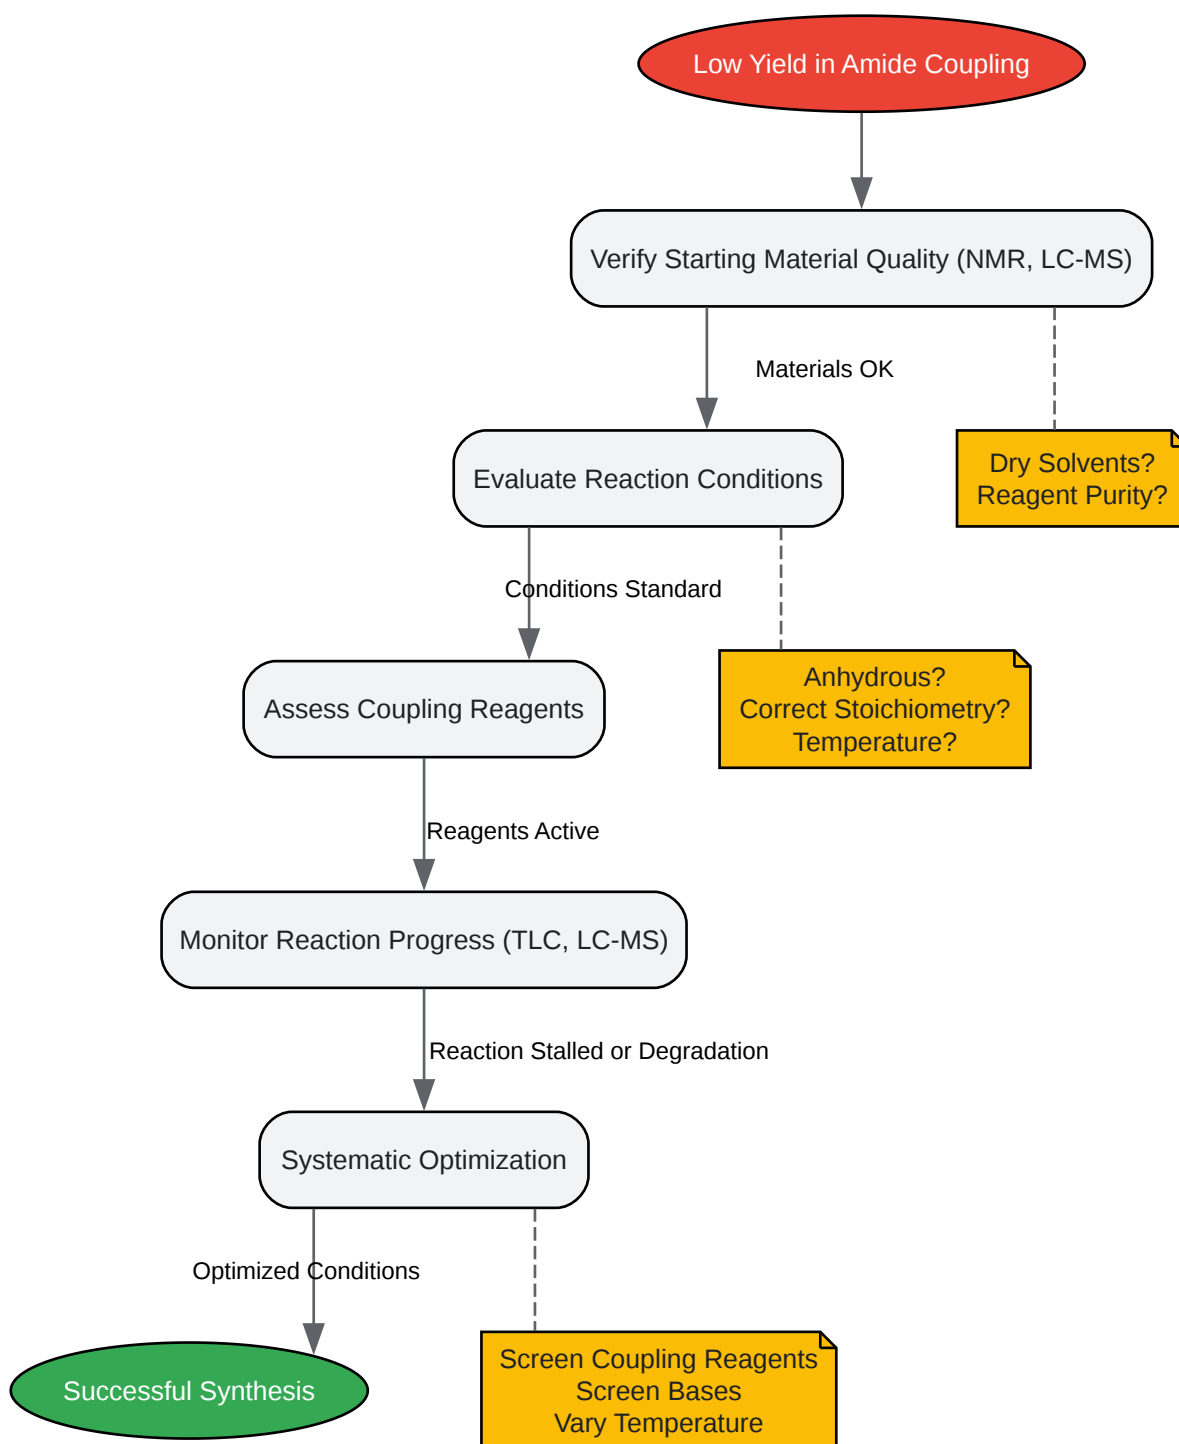 Low Yield in Amide Coupling
Verify Starting Material Quality (NMR, LC-MS)
Materials OK
Dry Solvents?
Reagent Purity?
Evaluate Reaction Conditions
Conditions Standard
Anhydrous?
Correct Stoichiometry?
Temperature?
Assess Coupling Reagents
Reagents Active
Monitor Reaction Progress (TLC, LC-MS)
Reaction Stalled or Degradation
Systematic Optimization
Optimized Conditions
Screen Coupling Reagents
Screen Bases
Vary Temperature
Successful Synthesis